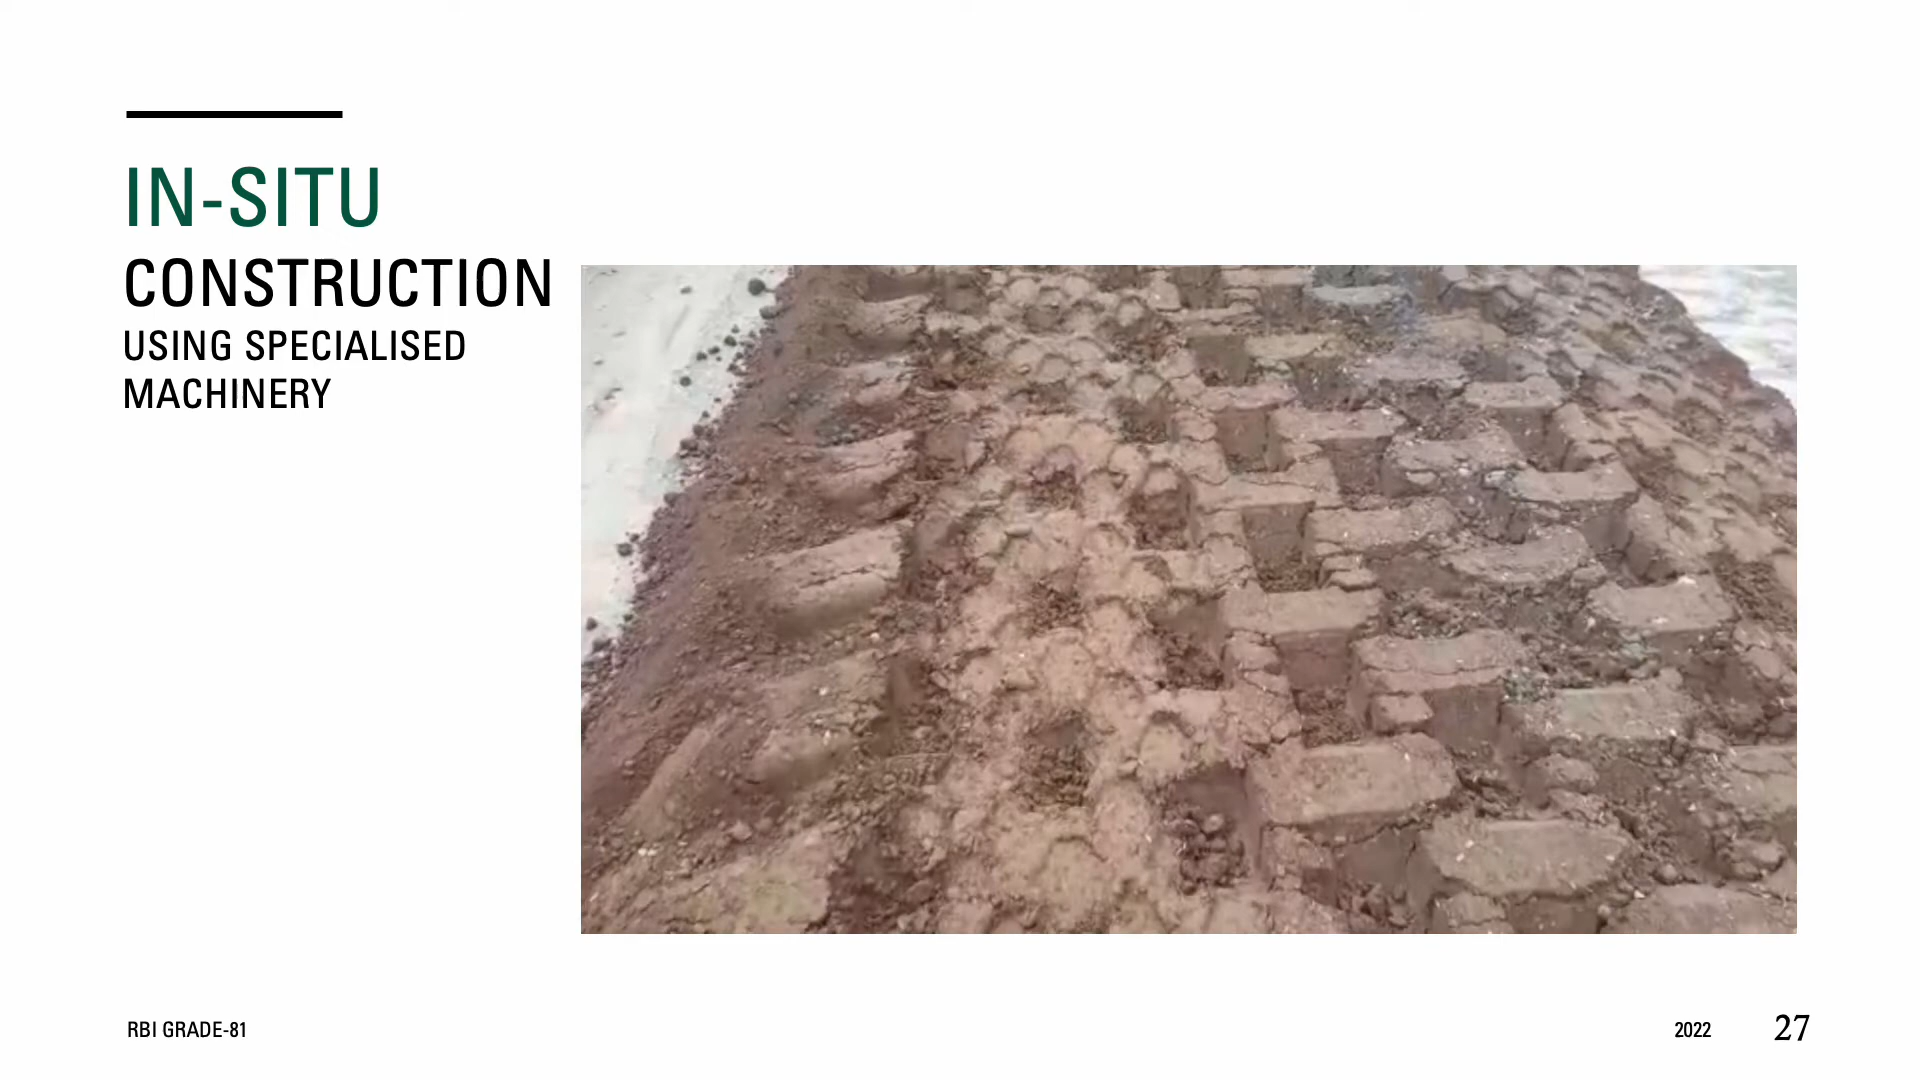 IN-SITU
CONSTRUCTION
USING SPECIALISED
MACHINERY
RBI GRADE-81
2022
27